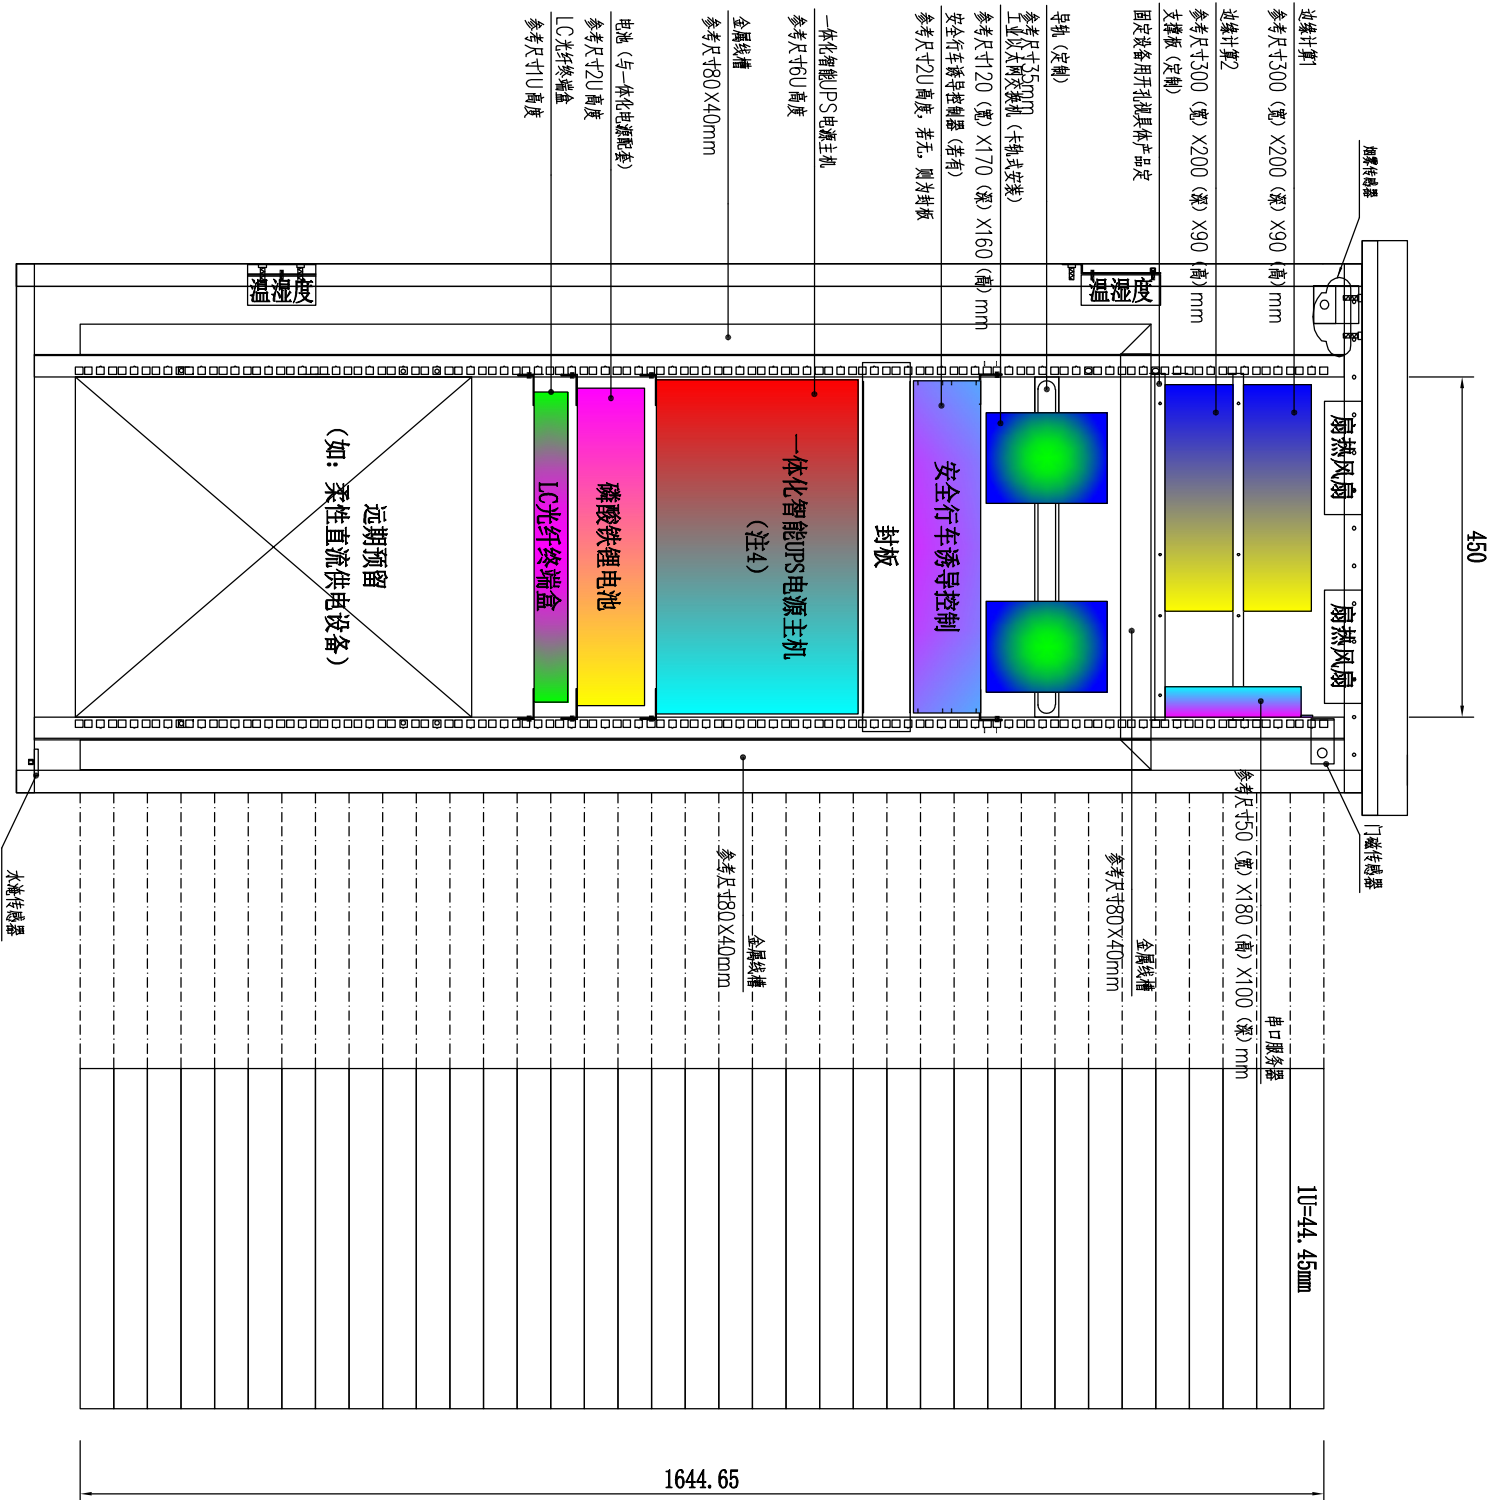 边缘计算1
参考尺寸300（宽）X200（深）X90（高）mm
边缘计算2
参考尺寸300（宽）X200（深）X90（高）mm
支撑板（定制）
固定设备用开孔视具体产品定
导轨（定制）
参考尺寸35mm
工业以太网交换机（卡轨式安装）
参考尺寸120（宽）X170（深）X160（高）mm
安全行车诱导控制器（若有）
参考尺寸2U高度，若无，则为封板
一体化智能UPS电源主机
参考尺寸6U高度
金属线槽
参考尺寸80X40mm
电池（与一体化电源配套）
参考尺寸2U高度
LC光纤终端盒
参考尺寸1U高度
烟雾传感器
温湿度
温湿度
450
扇热风扇
扇热风扇
安全行车诱导控制
封板
一体化智能UPS电源主机
（注4）
磷酸铁锂电池
LC光纤终端盒
远期预留
（如：柔性直流供电设备）
门磁传感器
串口服务器
参考尺寸50（宽）X180（高）X100（深）mm
金属线槽
参考尺寸80X40mm
金属线槽
参考尺寸80X40mm
水淹传感器
1U=44.45mm
1644.65